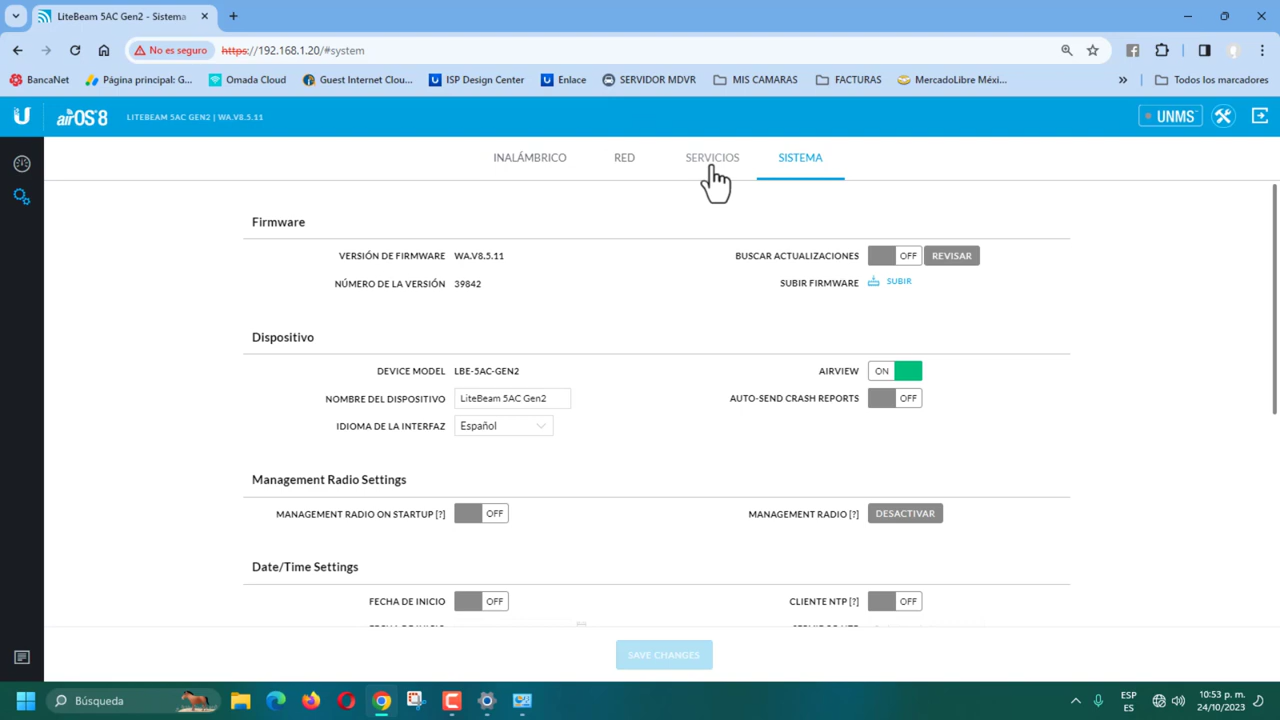 LiteBeam 5AC Gen2 - Sistema
No es seguro https://192.168.1.20/#system
BancaNet Página principal: G... Omada Cloud Guest Internet Clou... ISP Design Center Enlace SERVIDOR MDVR MIS CAMARAS FACTURAS MercadoLibre Méxi... » Todos los marcadores
U airOS®8 LITEBEAM 5AC GEN2 | WA.V8.5.11 UNMS™
INALÁMBRICO RED SERVICIOS SISTEMA
Firmware
VERSIÓN DE FIRMWARE WA.V8.5.11 BUSCAR ACTUALIZACIONES OFF REVISAR
NÚMERO DE LA VERSIÓN 39842 SUBIR FIRMWARE SUBIR
Dispositivo
DEVICE MODEL LBE-5AC-GEN2 AIRVIEW ON
NOMBRE DEL DISPOSITIVO LiteBeam 5AC Gen2 AUTO-SEND CRASH REPORTS OFF
IDIOMA DE LA INTERFAZ Español
Management Radio Settings
MANAGEMENT RADIO ON STARTUP [?] OFF MANAGEMENT RADIO [?] DESACTIVAR
Date/Time Settings
FECHA DE INICIO OFF CLIENTE NTP [?] OFF
FECHA DE INICIO SERVIDOR NTP
SAVE CHANGES
Búsqueda ESP ES 10:53 p. m. 24/10/2023